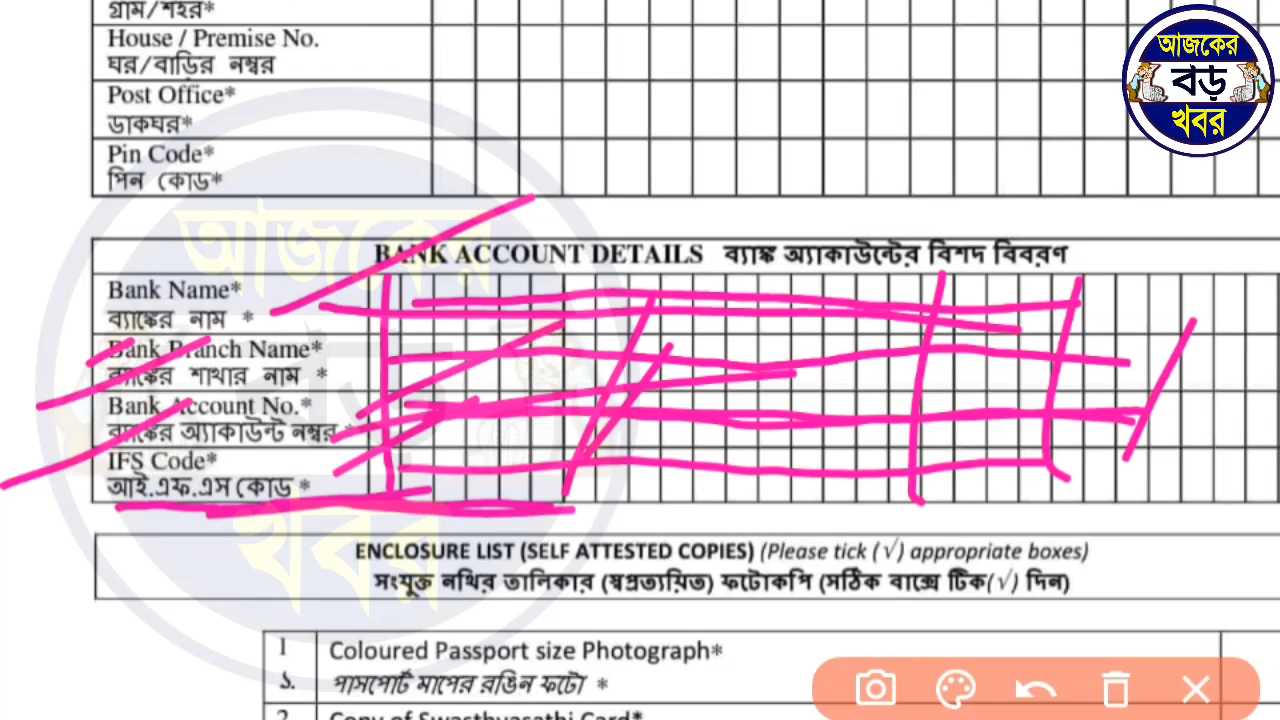 গ্রাম/শহর
House / Premise No.
ঘর/বাড়ির নম্বর
Post Office*
ডাকঘর*
Pin Code*
পিন কোড*
আজকের
বড়
খবর
BANK ACCOUNT DETAILS ব্যাঙ্ক অ্যাকাউন্টের বিশদ বিবরণ
Bank Name*
ব্যাঙ্কের নাম *
Bank Branch Name*
ব্যাঙ্কের শাখার নাম *
Bank Account No.*
ব্যাঙ্কের অ্যাকাউন্ট নম্বর *
IFS Code*
আই.এফ.এস কোড *
আজকের
বড়
খবর
ENCLOSURE LIST (SELF ATTESTED COPIES) (Please tick (√) appropriate boxes)
সংযুক্ত নথির তালিকার (স্বপ্রত্যয়িত) ফটোকপি (সঠিক বাক্সে টিক(√) দিন)
1 Coloured Passport size Photograph*
১. পাসপোর্ট মাপের রঙিন ফটো *
2 Copy of Swasthyasathi Card*